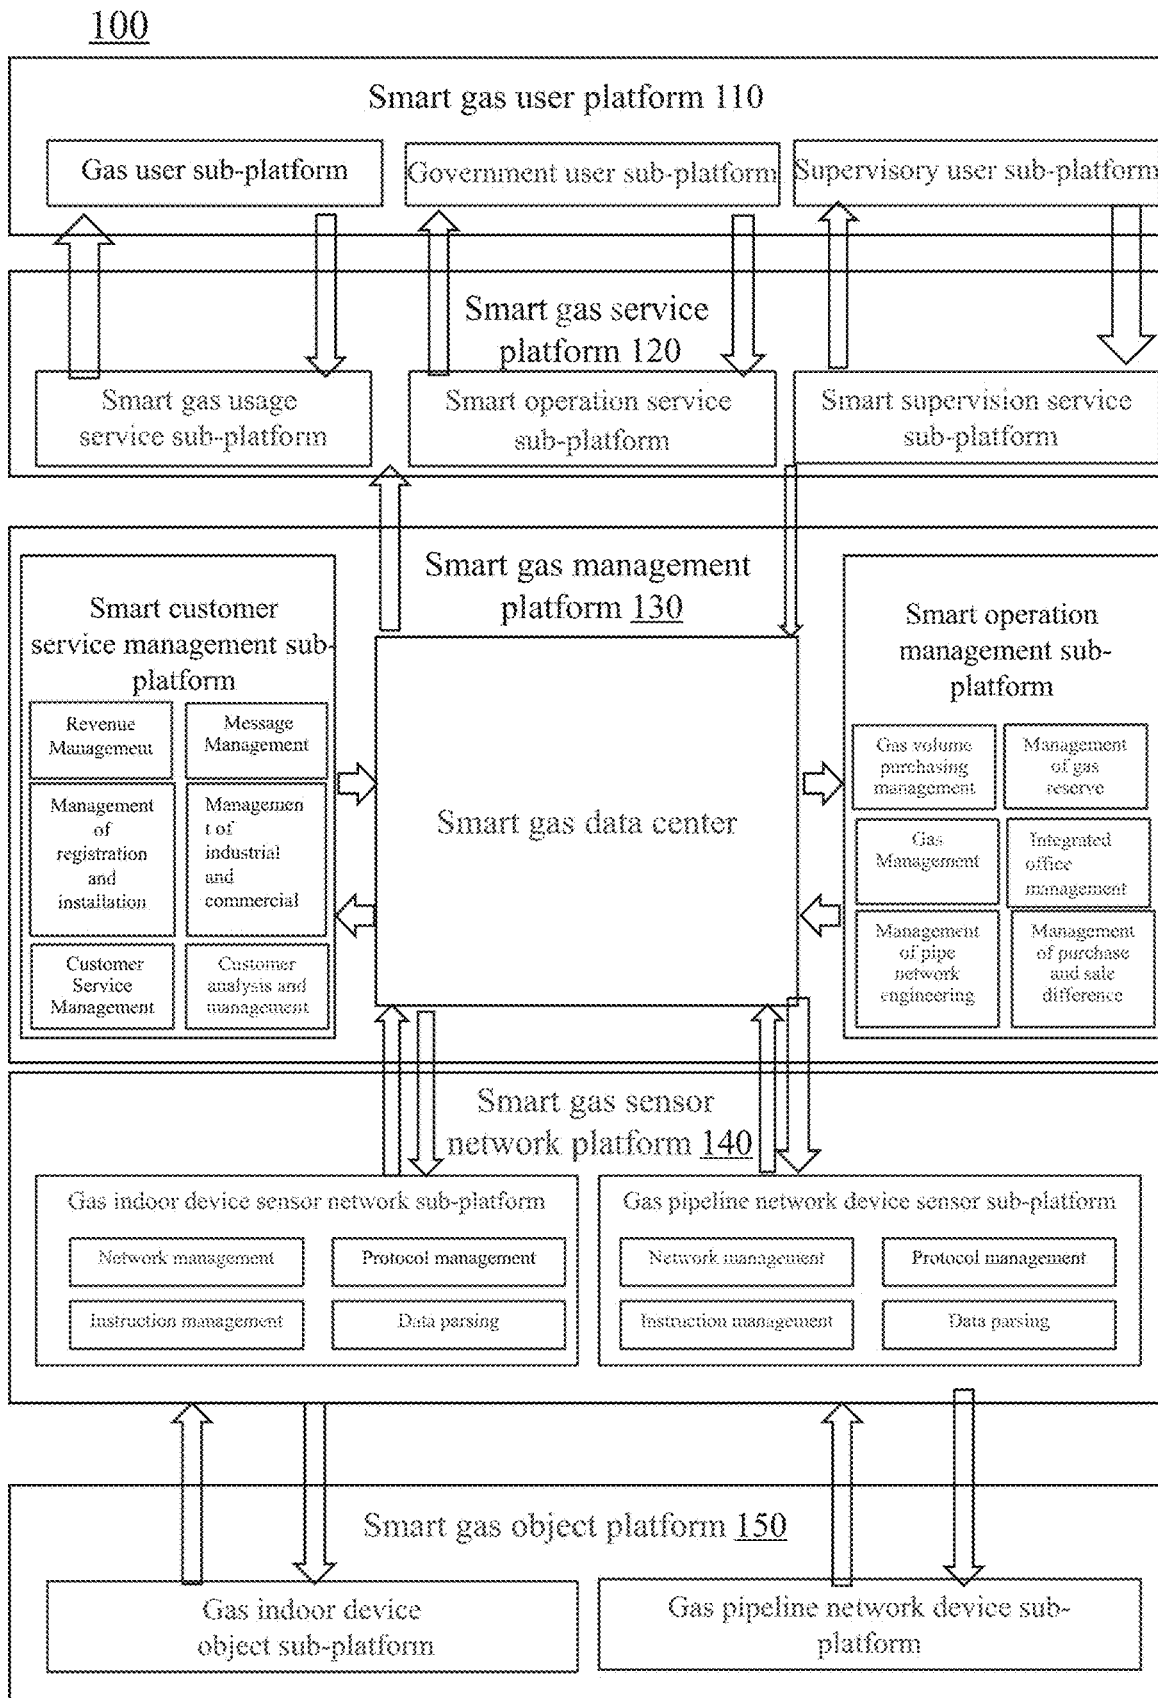 100
Smart gas user platform 110
Gas user sub-platform
Government user sub-platform
Supervisory user sub-platform
Smart gas service
platform 120
Smart gas usage
service sub-platform
Smart operation service
sub-platform
Smart supervision service
sub-platform
Smart gas management
platform 130
Smart customer
service management sub-
platform
Revenue
Management
Message
Management
Management
of
registration
and
installation
Managemen
t of
industrial
and
commercial
Customer
Service
Management
Customer
analysis and
management
Smart gas data center
Smart operation
management sub-
platform
Gas volume
purchasing
management
Management
of gas
reserve
Gas
Management
Integrated
office
management
Management
of pipe
network
engineering
Management
of purchase
and sale
difference
Smart gas sensor
network platform 140
Gas indoor device sensor network sub-platform
Network management
Protocol management
Instruction management
Data parsing
Gas pipeline network device sensor sub-platform
Network management
Protocol management
Instruction management
Data parsing
Smart gas object platform 150
Gas indoor device
object sub-platform
Gas pipeline network device sub-
platform